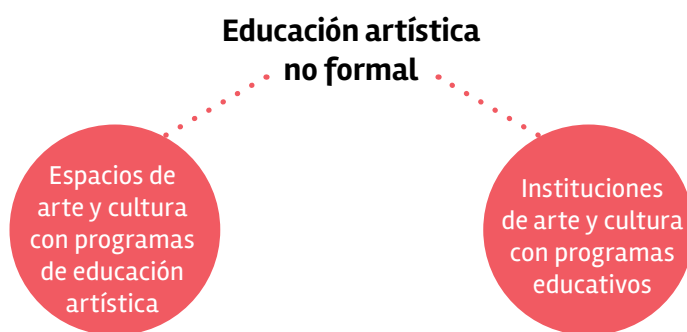 Educación artística
no formal
Espacios de
arte y cultura
con programas
de educación
artística
Instituciones
de arte y cultura
con programas
educativos